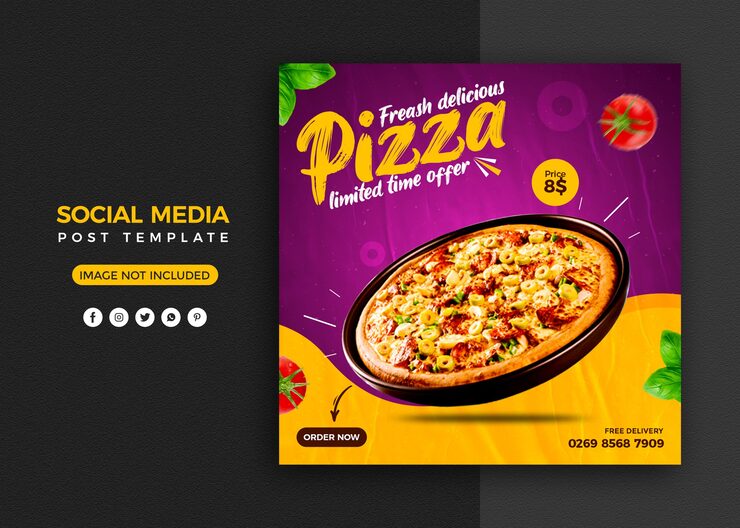 SOCIAL MEDIA
POST TEMPLATE
IMAGE NOT INCLUDED
Freash delicious
Pizza
limited time offer
Price
8$
ORDER NOW
FREE DELIVERY
0269 8568 7909